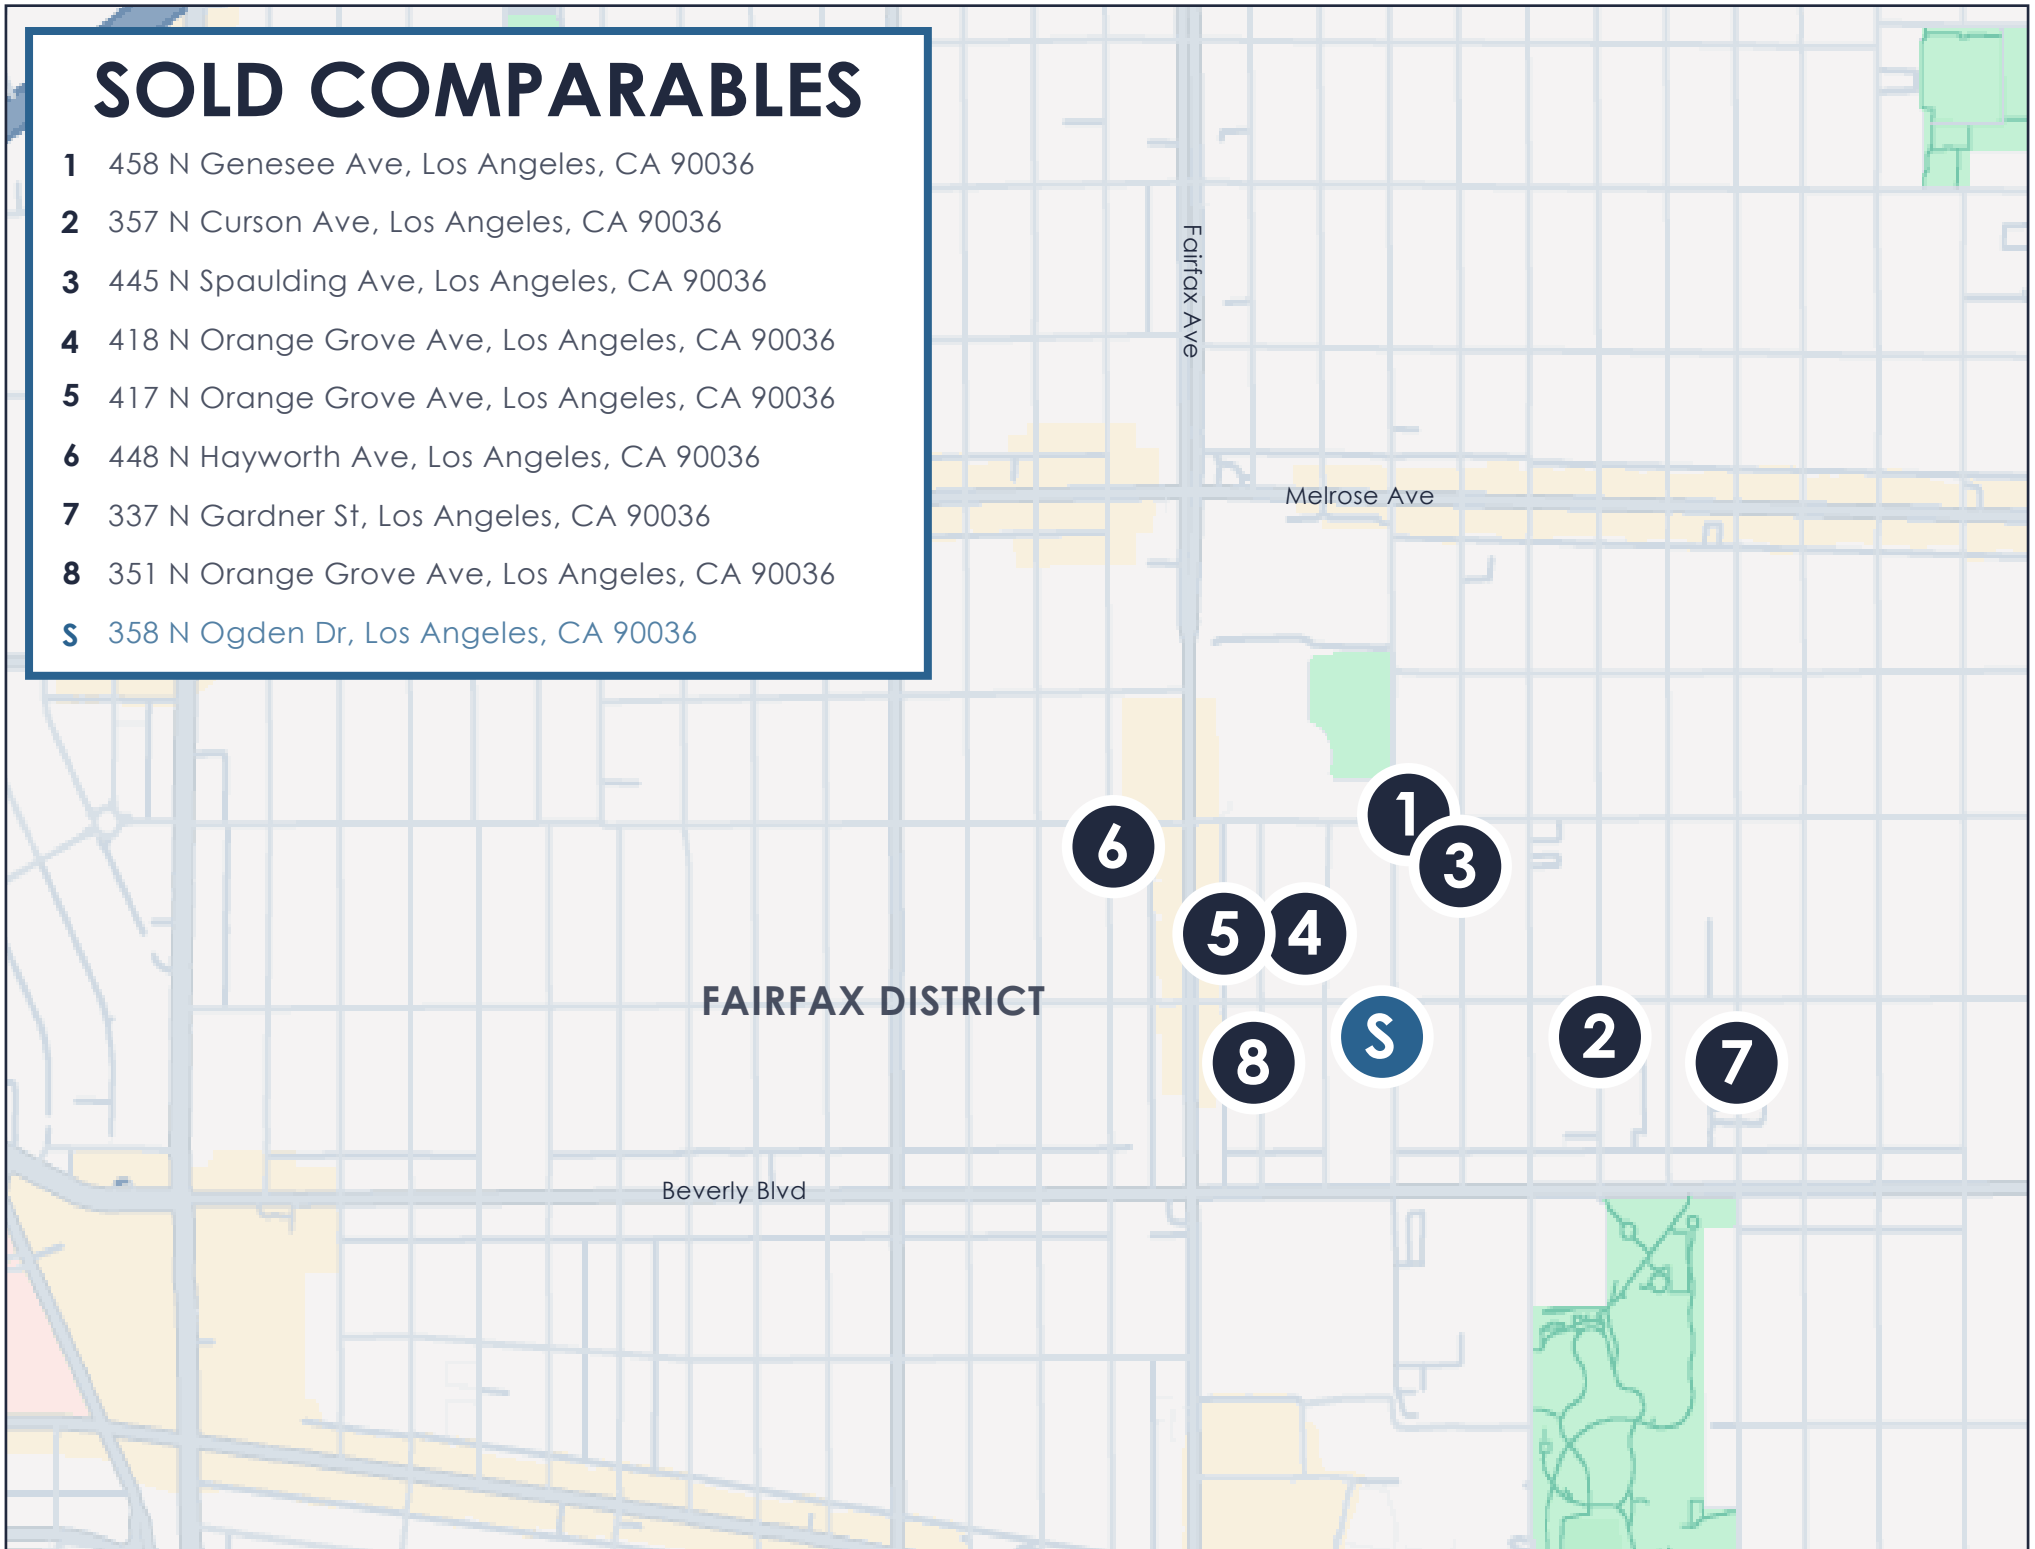 SOLD COMPARABLES
1 458 N Genesee Ave, Los Angeles, CA 90036
2 357 N Curson Ave, Los Angeles, CA 90036
3 445 N Spaulding Ave, Los Angeles, CA 90036
4 418 N Orange Grove Ave, Los Angeles, CA 90036
5 417 N Orange Grove Ave, Los Angeles, CA 90036
6 448 N Hayworth Ave, Los Angeles, CA 90036
7 337 N Gardner St, Los Angeles, CA 90036
8 351 N Orange Grove Ave, Los Angeles, CA 90036
S 358 N Ogden Dr, Los Angeles, CA 90036
Fairfax Ave
Melrose Ave
1
6
3
5
4
FAIRFAX DISTRICT
8
S
2
7
Beverly Blvd